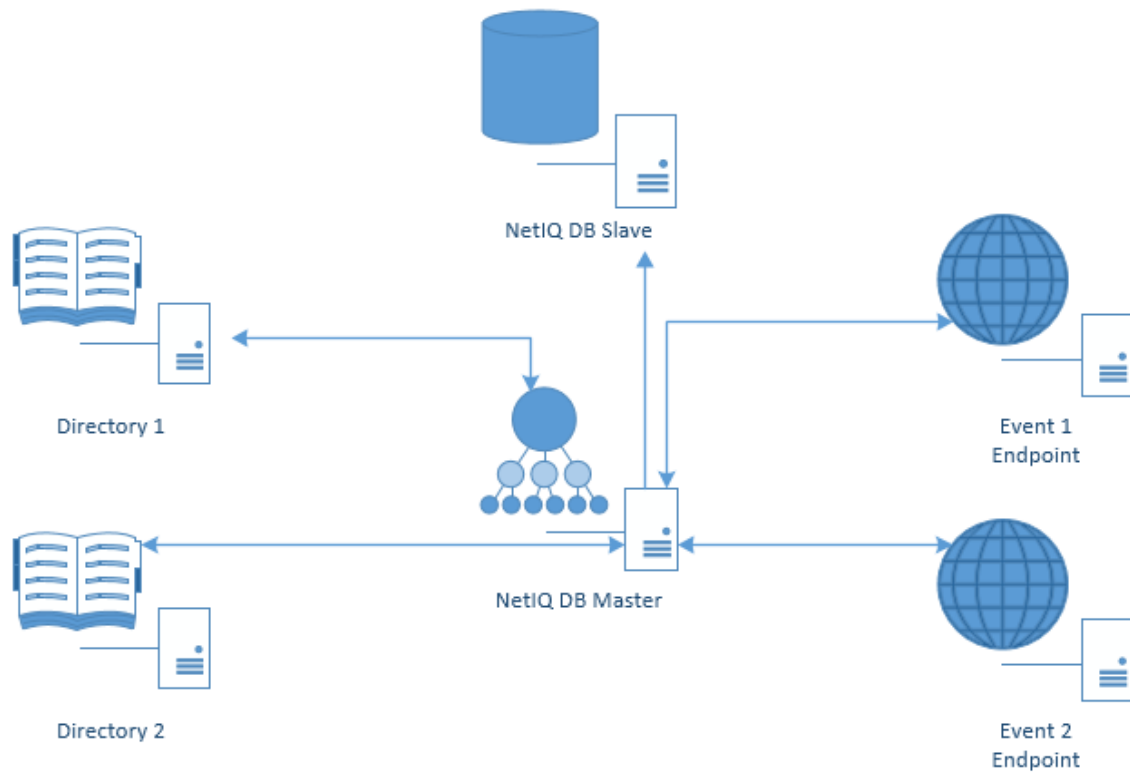 NetIQ DB Slave
Directory 1
Event 1
Endpoint
NetIQ DB Master
Directory 2
Event 2
Endpoint